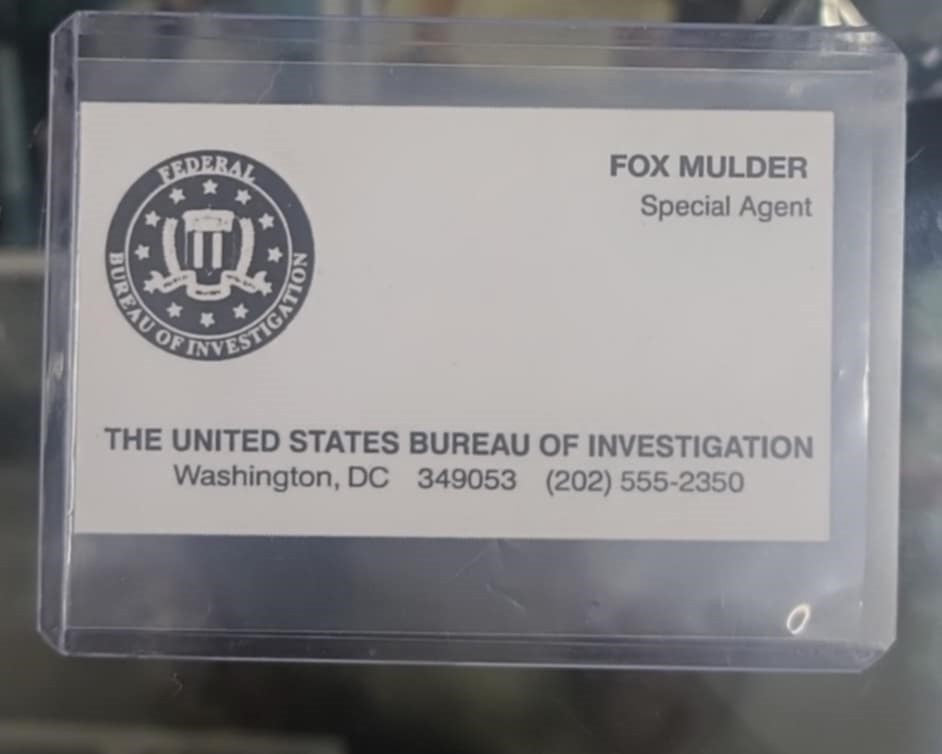 FEDERAL
BUREAU OF INVESTIGATION
FOX MULDER
Special Agent
THE UNITED STATES BUREAU OF INVESTIGATION
Washington, DC 349053 (202) 555-2350